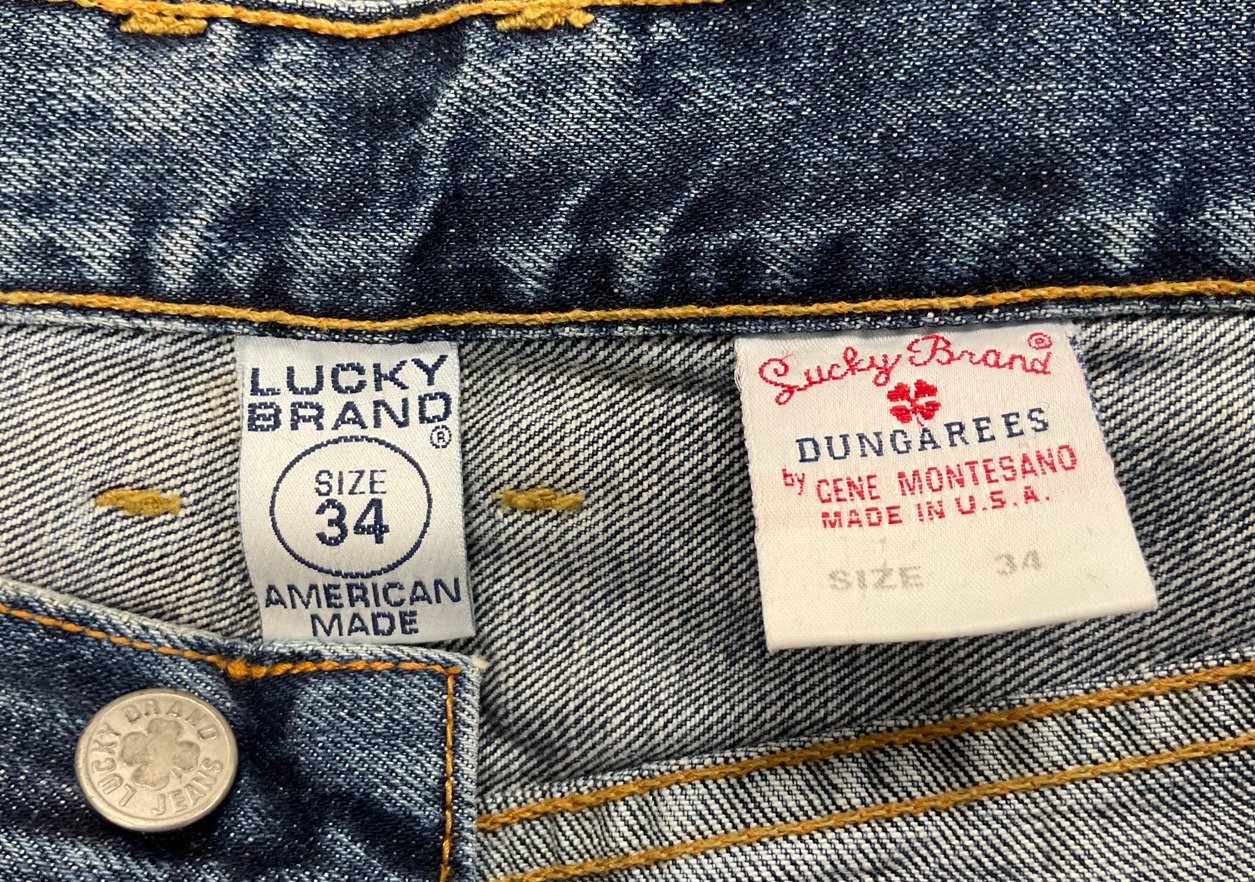 LUCKY
BRAND®
SIZE
34
AMERICAN
MADE
Lucky Brand®
DUNGAREES
by GENE MONTESANO
MADE IN U.S.A.
SIZE 34
LUCKY BRAND
JEANS